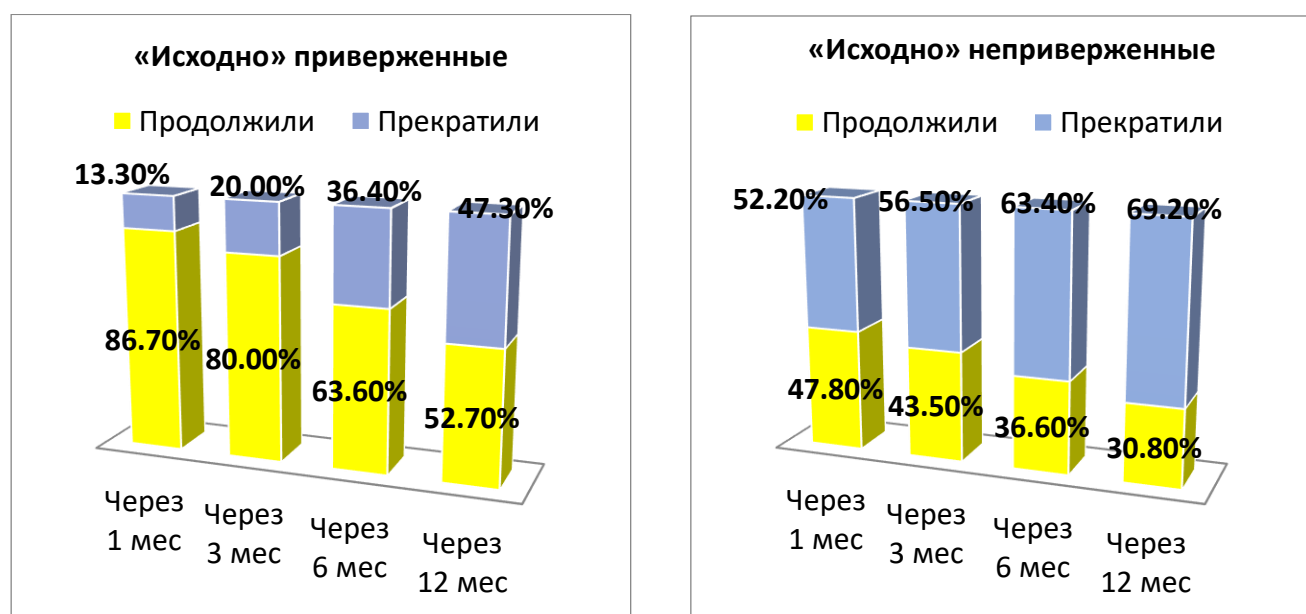 «Исходно» приверженные
Продолжили Прекратили
13.30% 20.00% 36.40% 47.30%
86.70% 80.00% 63.60% 52.70%
Через 1 мес
Через 3 мес
Через 6 мес
Через 12 мес
«Исходно» неприверженные
Продолжили Прекратили
52.20% 56.50% 63.40% 69.20%
47.80% 43.50% 36.60% 30.80%
Через 1 мес
Через 3 мес
Через 6 мес
Через 12 мес